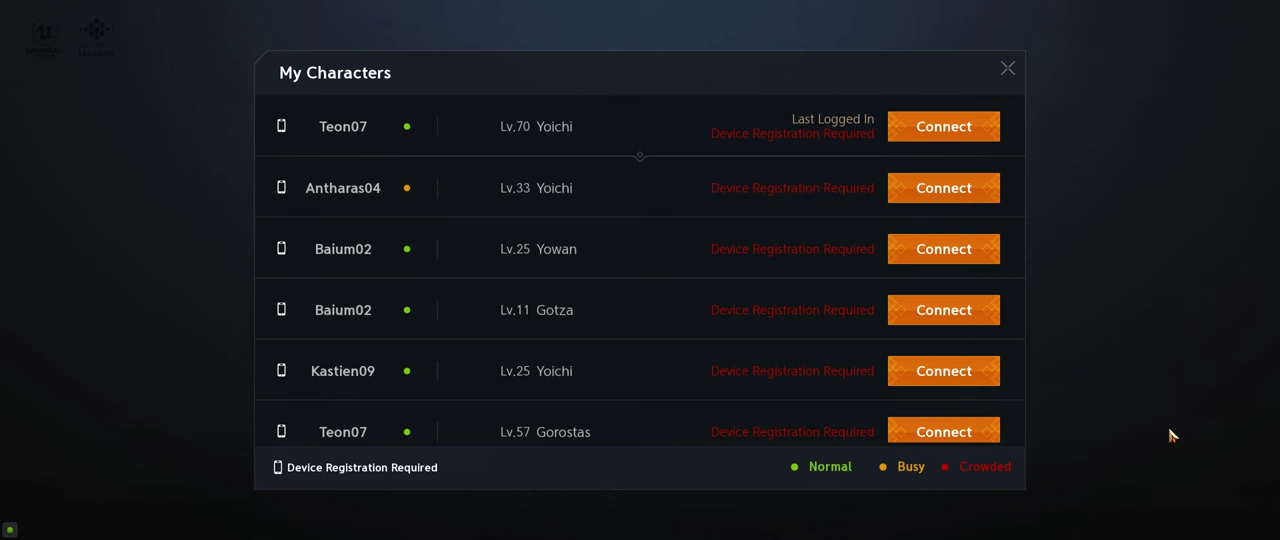 My Characters
Teon07 Lv.70 Yoichi Last Logged In Device Registration Required Connect
Antharas04 Lv.33 Yoichi Device Registration Required Connect
Baium02 Lv.25 Yowan Device Registration Required Connect
Baium02 Lv.11 Gotza Device Registration Required Connect
Kastien09 Lv.25 Yoichi Device Registration Required Connect
Teon07 Lv.57 Gorostas Device Registration Required Connect
Device Registration Required Normal Busy Crowded